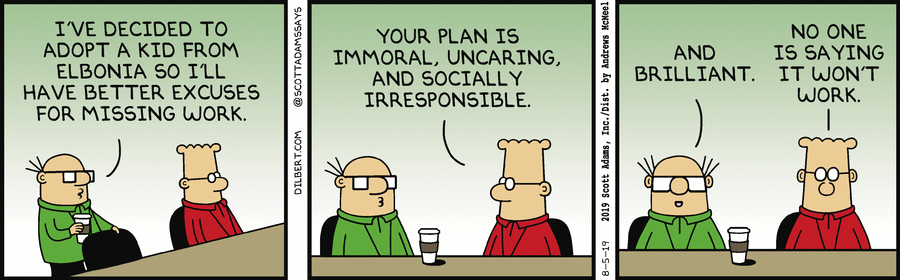 I'VE DECIDED TO
ADOPT A KID FROM
ELBONIA SO I'LL
HAVE BETTER EXCUSES
FOR MISSING WORK.
DILBERT.COM @SCOTTADAMSSAYS
YOUR PLAN IS
IMMORAL, UNCARING,
AND SOCIALLY
IRRESPONSIBLE.
8-5-19 2019 Scott Adams, Inc./Dist. by Andrews McMeel
AND
BRILLIANT.
NO ONE
IS SAYING
IT WON'T
WORK.